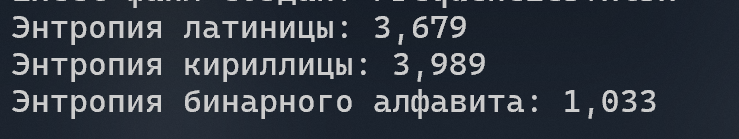 Энтропия латиницы: 3,679
Энтропия кириллицы: 3,989
Энтропия бинарного алфавита: 1,033